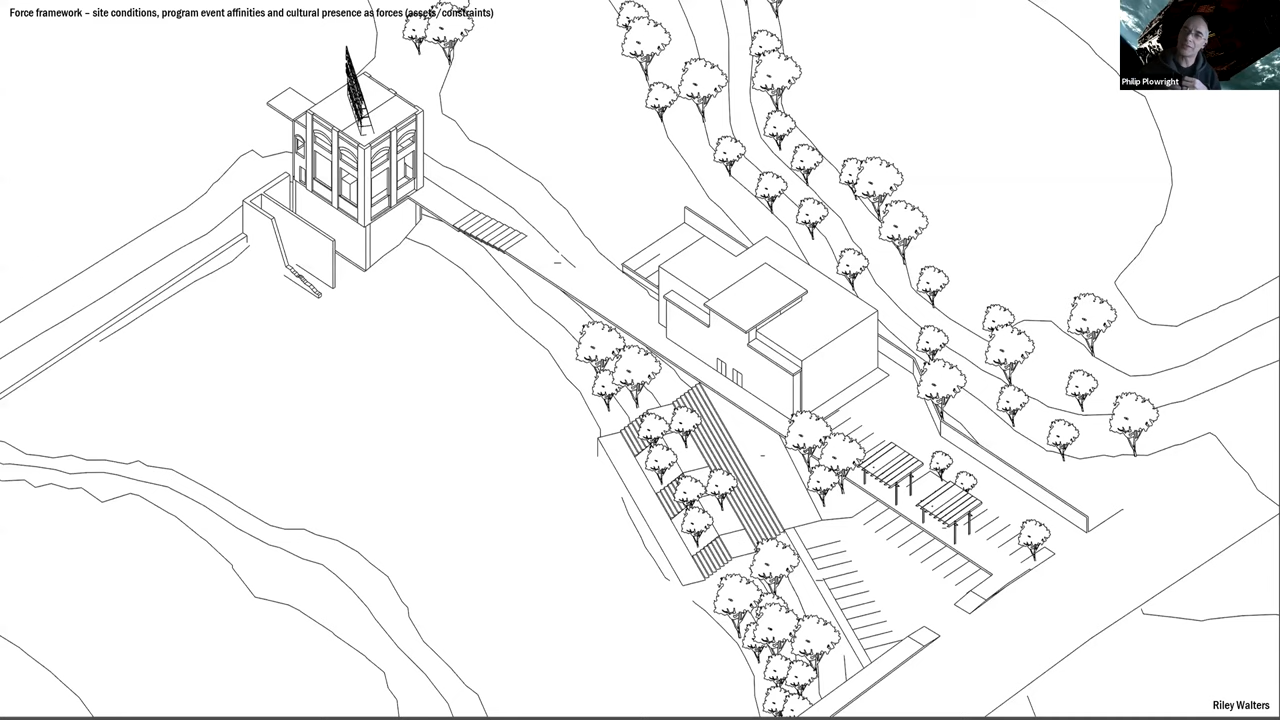 Force framework – site conditions, program event affinities and cultural presence as forces (assets/constraints)
Philip Plowright
Riley Walters